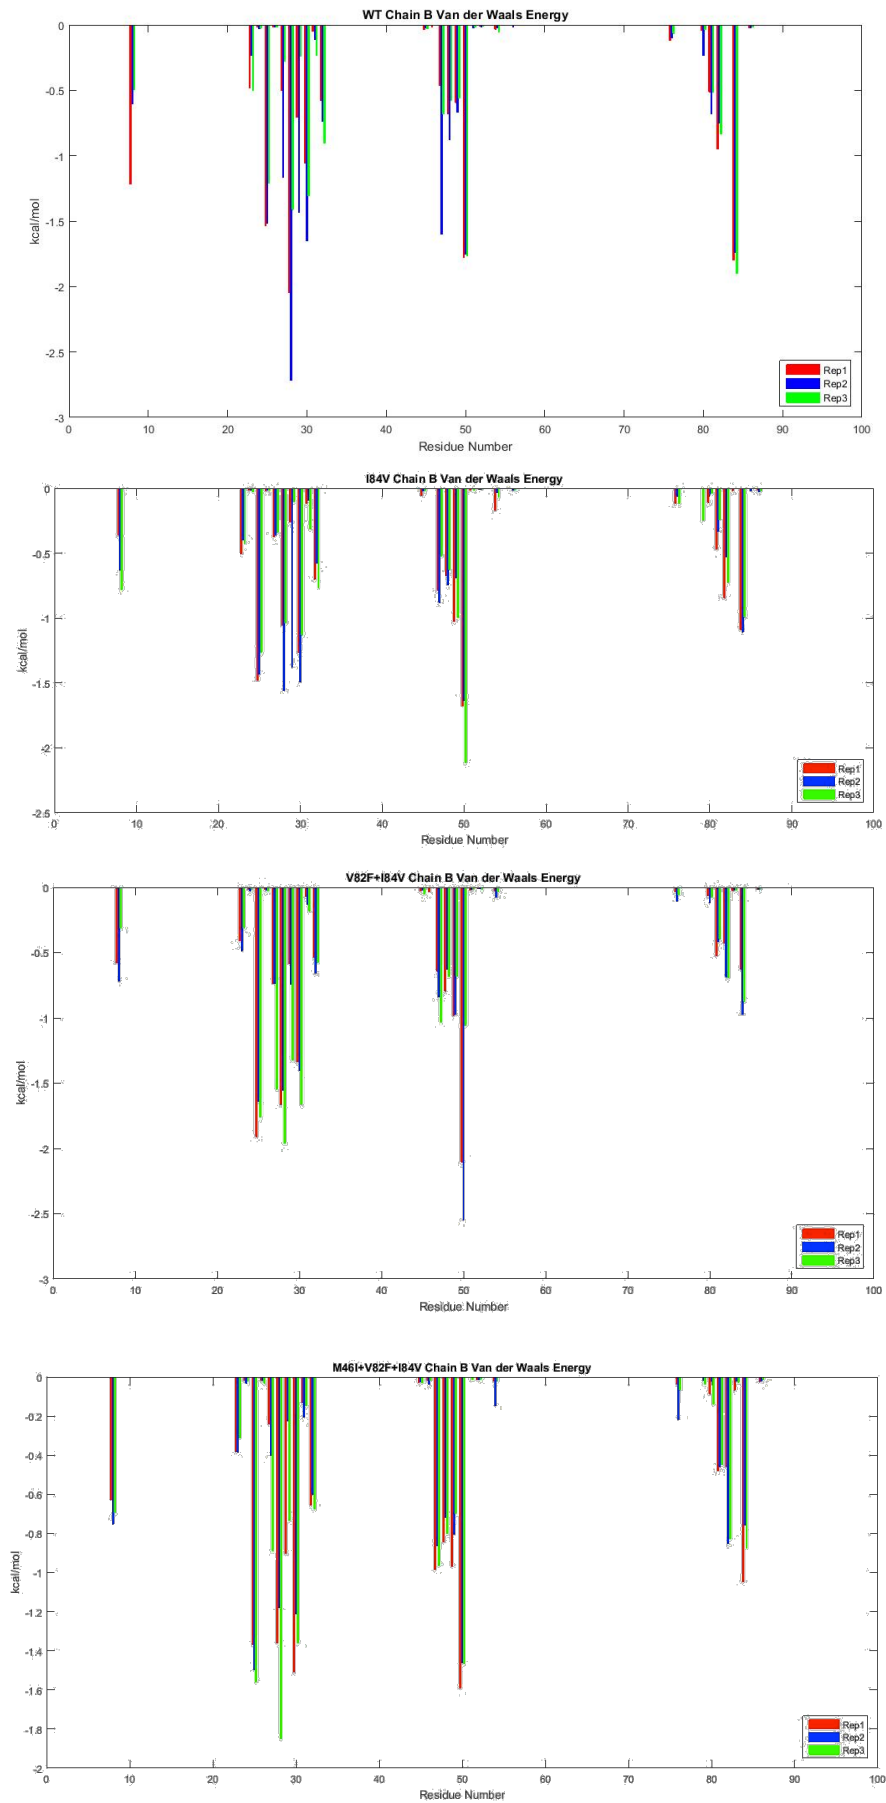 WT Chain B Van der Waals Energy
0
-0.5
-1
-1.5
-2
-2.5
-3
kcal/mol
0 10 20 30 40 50 60 70 80 90 100
Residue Number
Rep1
Rep2
Rep3
I84V Chain B Van der Waals Energy
0
-0.5
-1
-1.5
-2
-2.5
kcal/mol
0 10 20 30 40 50 60 70 80 90 100
Residue Number
Rep1
Rep2
Rep3
V82F+I84V Chain B Van der Waals Energy
0
-0.5
-1
-1.5
-2
-2.5
-3
kcal/mol
0 10 20 30 40 50 60 70 80 90 100
Residue Number
Rep1
Rep2
Rep3
M46I+V82F+I84V Chain B Van der Waals Energy
0
-0.2
-0.4
-0.6
-0.8
-1
-1.2
-1.4
-1.6
-1.8
-2
kcal/mol
0 10 20 30 40 50 60 70 80 90 100
Residue Number
Rep1
Rep2
Rep3